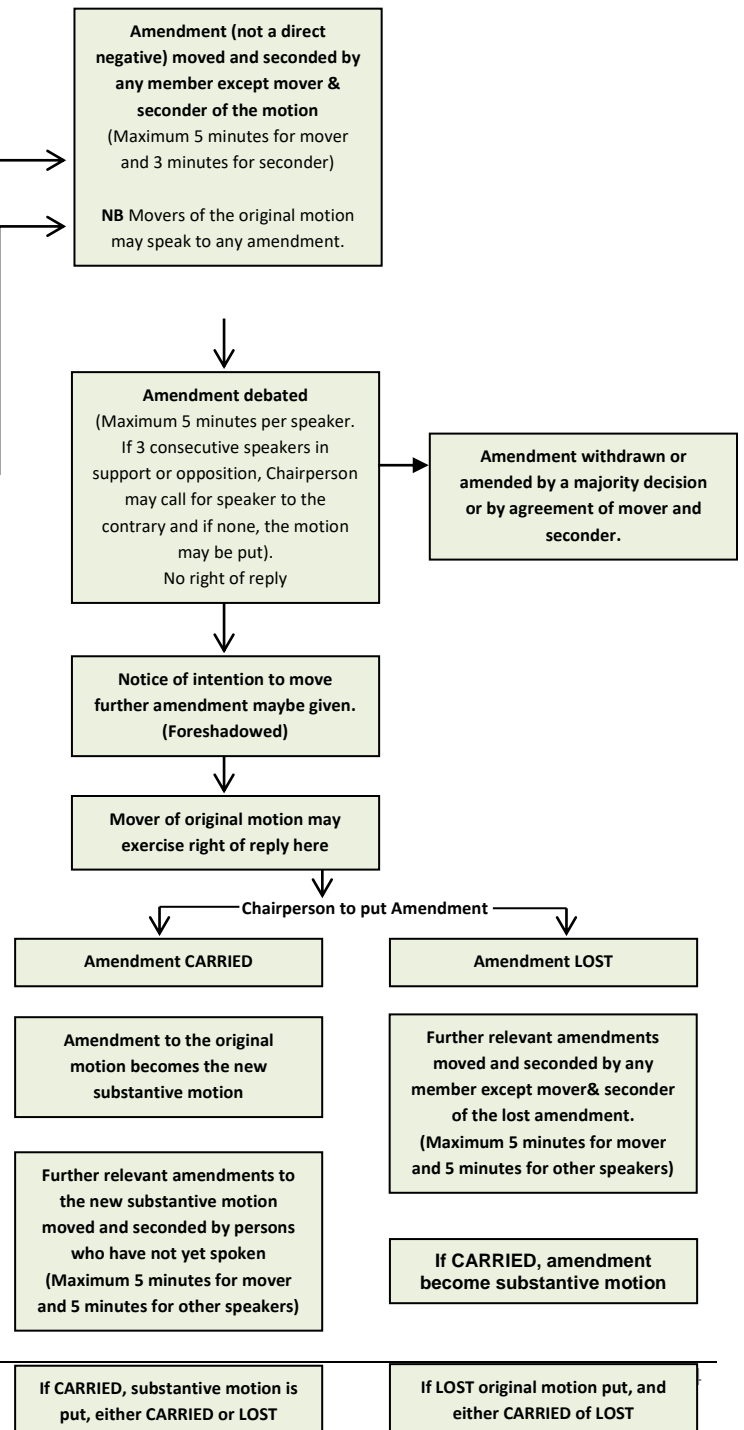 Amendment (not a direct
negative) moved and seconded by
any member except mover &
seconder of the motion
(Maximum 5 minutes for mover
and 3 minutes for seconder)
NB Movers of the original motion
may speak to any amendment.
Amendment debated
(Maximum 5 minutes per speaker.
If 3 consecutive speakers in
support or opposition, Chairperson
may call for speaker to the
contrary and if none, the motion
may be put).
No right of reply
Amendment withdrawn or
amended by a majority decision
or by agreement of mover and
seconder.
Notice of intention to move
further amendment maybe given.
(Foreshadowed)
Mover of original motion may
exercise right of reply here
Chairperson to put Amendment
Amendment CARRIED
Amendment to the original
motion becomes the new
substantive motion
Further relevant amendments to
the new substantive motion
moved and seconded by persons
who have not yet spoken
(Maximum 5 minutes for mover
and 5 minutes for other speakers)
If CARRIED, substantive motion is
put, either CARRIED or LOST
Amendment LOST
Further relevant amendments
moved and seconded by any
member except mover& seconder
of the lost amendment.
(Maximum 5 minutes for mover
and 5 minutes for other speakers)
If CARRIED, amendment
become substantive motion
If LOST original motion put, and
either CARRIED of LOST